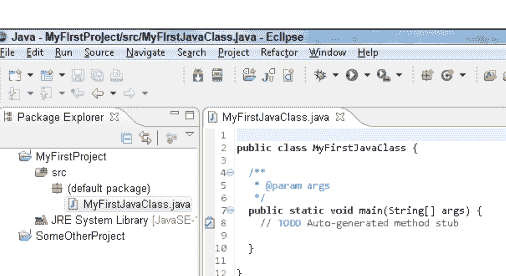 Java - MyFirstProject/src/MyFirstJavaClass.java - Eclipse
File Edit Run Source Navigate Search Project Refactor Window Help
Package Explorer
MyFirstProject
src
(default package)
MyFirstJavaClass.java
JRE System Library [JavaSE-
SomeOtherProject
MyFirstJavaClass.java
1
2 public class MyFirstJavaClass {
3
4 /**
5 * @param args
6 */
7 public static void main(String[] args) {
8 // TODO Auto-generated method stub
9
10 }
11
12 }